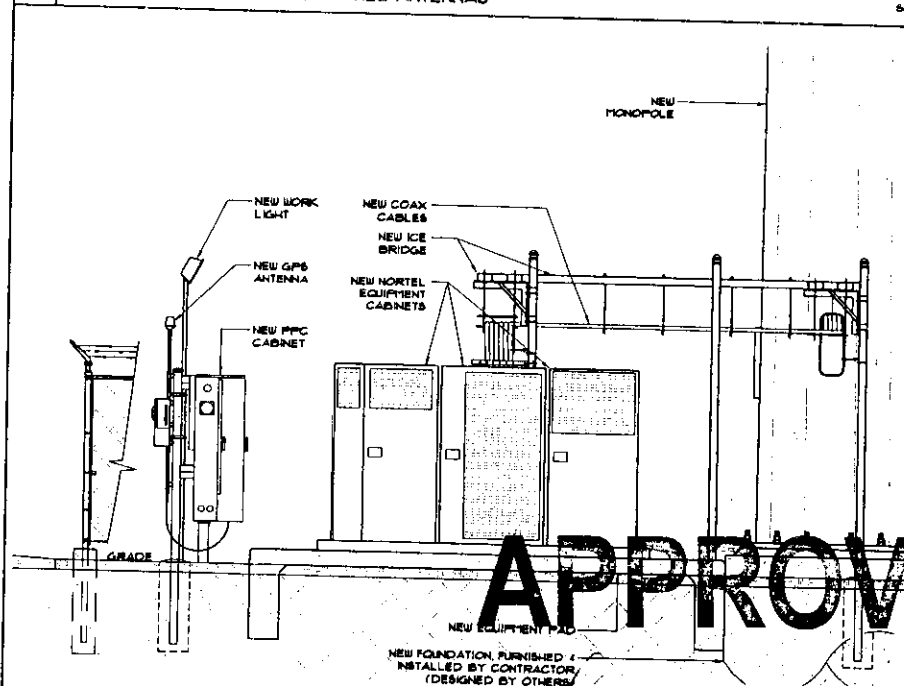 NEW
MONOPOLE
NEW WORK
LIGHT
NEW COAX
CABLES
NEW ICE
BRIDGE
NEW GPS
ANTENNA
NEW NORTEL
EQUIPMENT
CABINETS
NEW PPC
CABINET
GRADE
APPROV
NEW EQUIPMENT PAD
NEW FOUNDATION, FURNISHED &
INSTALLED BY CONTRACTOR
(DESIGNED BY OTHERS)